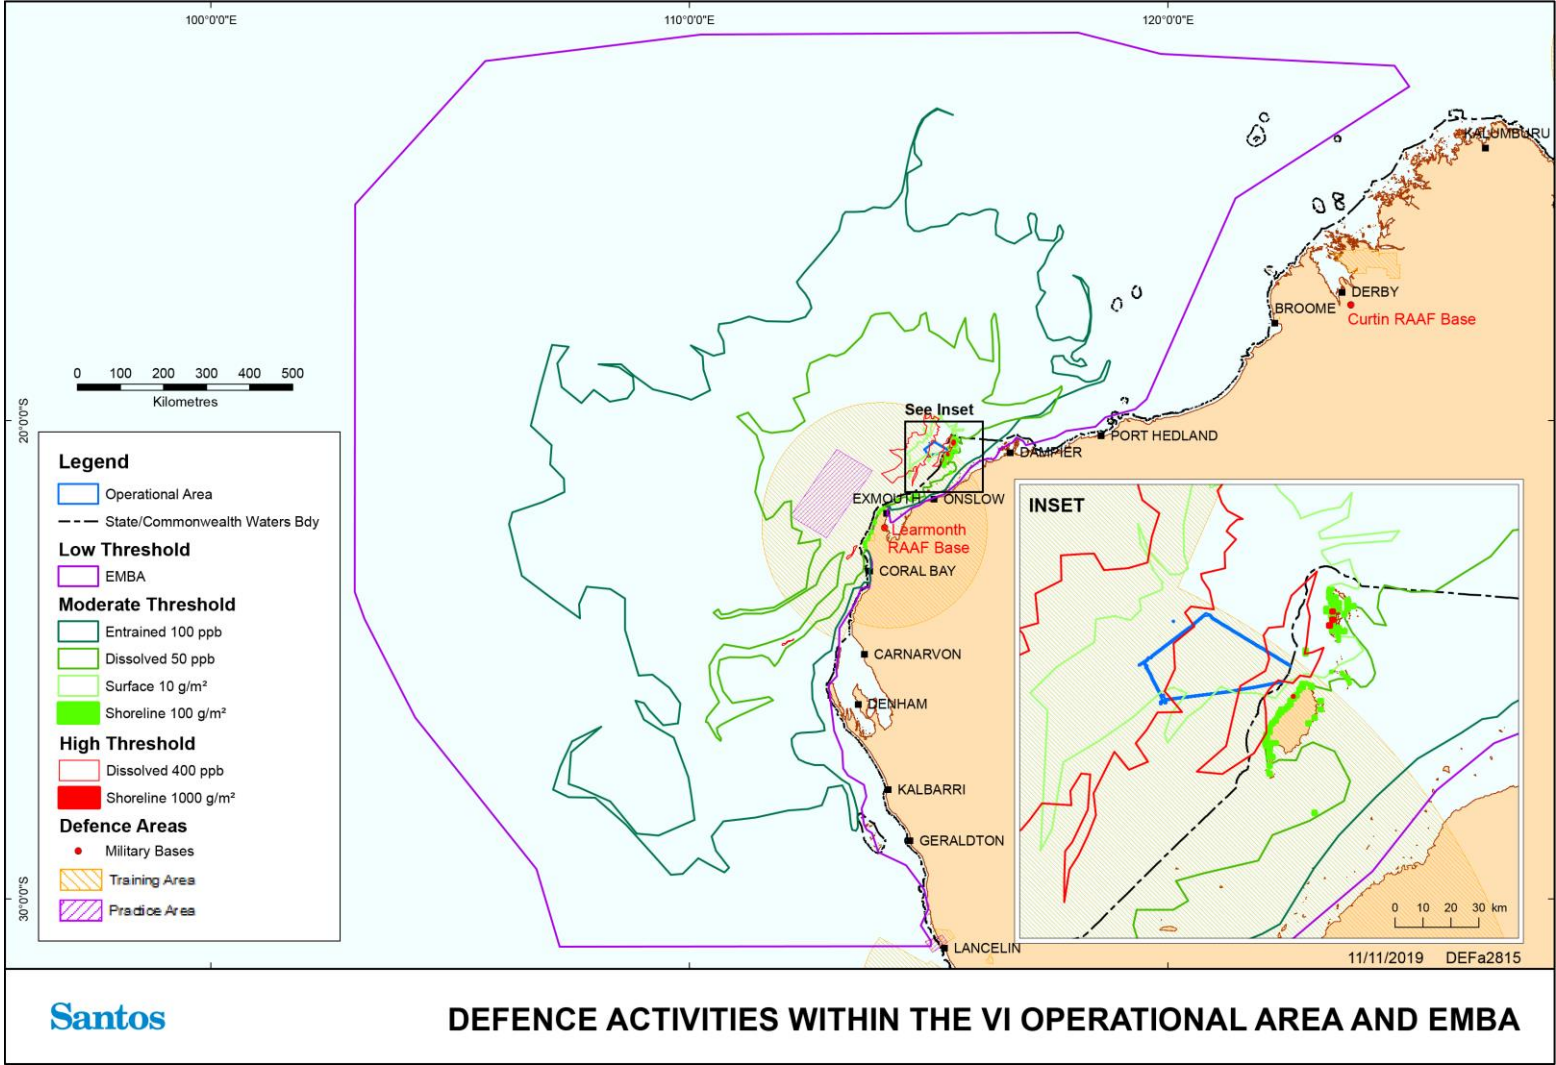 100°0'0"E
110°0'0"E
120°0'0"E
KALUMBURU
DERBY
BROOME
Curtin RAAF Base
0 100 200 300 400 500
Kilometres
20°0'0"S
See Inset
PORT HEDLAND
DAMPIER
EXMOUTH
ONSLOW
Learmonth
RAAF Base
CORAL BAY
CARNARVON
DENHAM
KALBARRI
GERALDTON
LANCELIN
30°0'0"S
Legend
Operational Area
State/Commonwealth Waters Bdy
Low Threshold
EMBA
Moderate Threshold
Entrained 100 ppb
Dissolved 50 ppb
Surface 10 g/m²
Shoreline 100 g/m²
High Threshold
Dissolved 400 ppb
Shoreline 1000 g/m²
Defence Areas
Military Bases
Training Area
Practice Area
INSET
0 10 20 30 km
11/11/2019 DEFa2815
Santos
DEFENCE ACTIVITIES WITHIN THE VI OPERATIONAL AREA AND EMBA